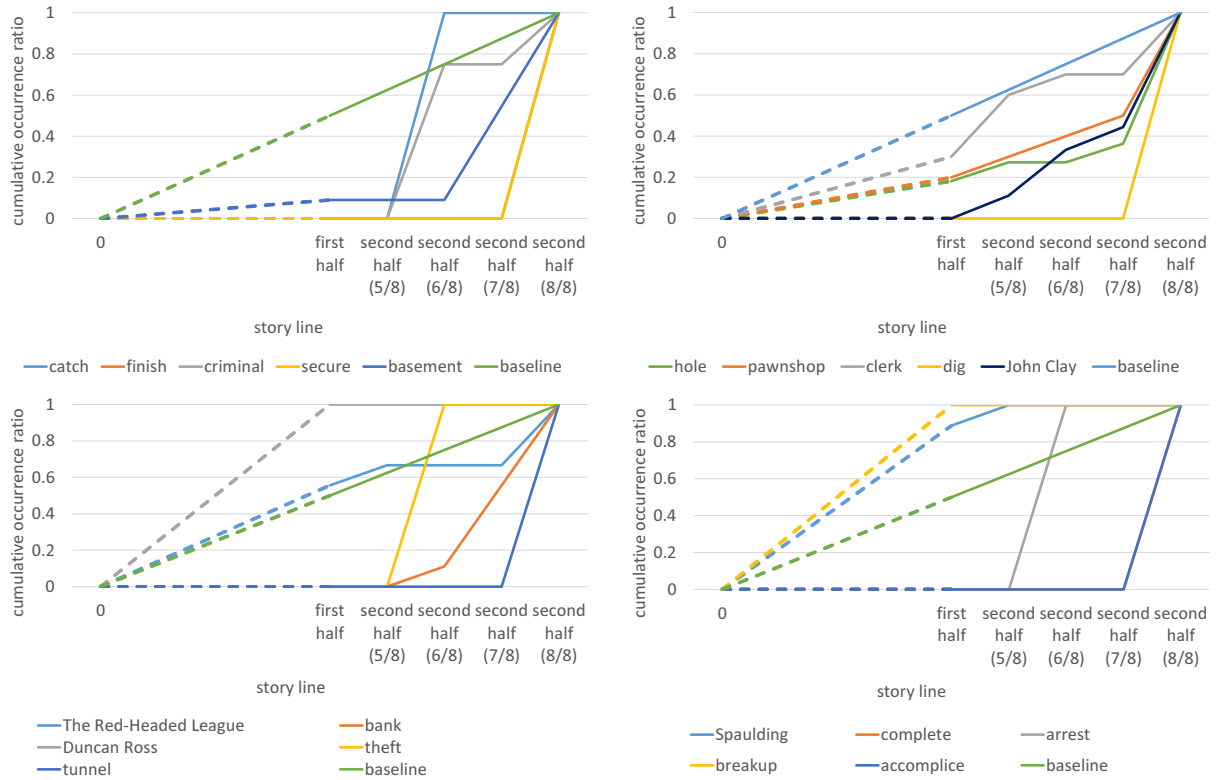 cumulative occurrence ratio
1
0.8
0.6
0.4
0.2
0
0
first
half
second
half
(5/8)
second
half
(6/8)
second
half
(7/8)
second
half
(8/8)
story line
catch finish criminal secure basement baseline
cumulative occurrence ratio
1
0.8
0.6
0.4
0.2
0
0
first
half
second
half
(5/8)
second
half
(6/8)
second
half
(7/8)
second
half
(8/8)
story line
hole pawnshop clerk dig John Clay baseline
cumulative occurrence ratio
1
0.8
0.6
0.4
0.2
0
0
first
half
second
half
(5/8)
second
half
(6/8)
second
half
(7/8)
second
half
(8/8)
story line
The Red-Headed League bank
Duncan Ross theft
tunnel baseline
cumulative occurrence ratio
1
0.8
0.6
0.4
0.2
0
0
first
half
second
half
(5/8)
second
half
(6/8)
second
half
(7/8)
second
half
(8/8)
story line
Spaulding complete arrest
breakup accomplice baseline